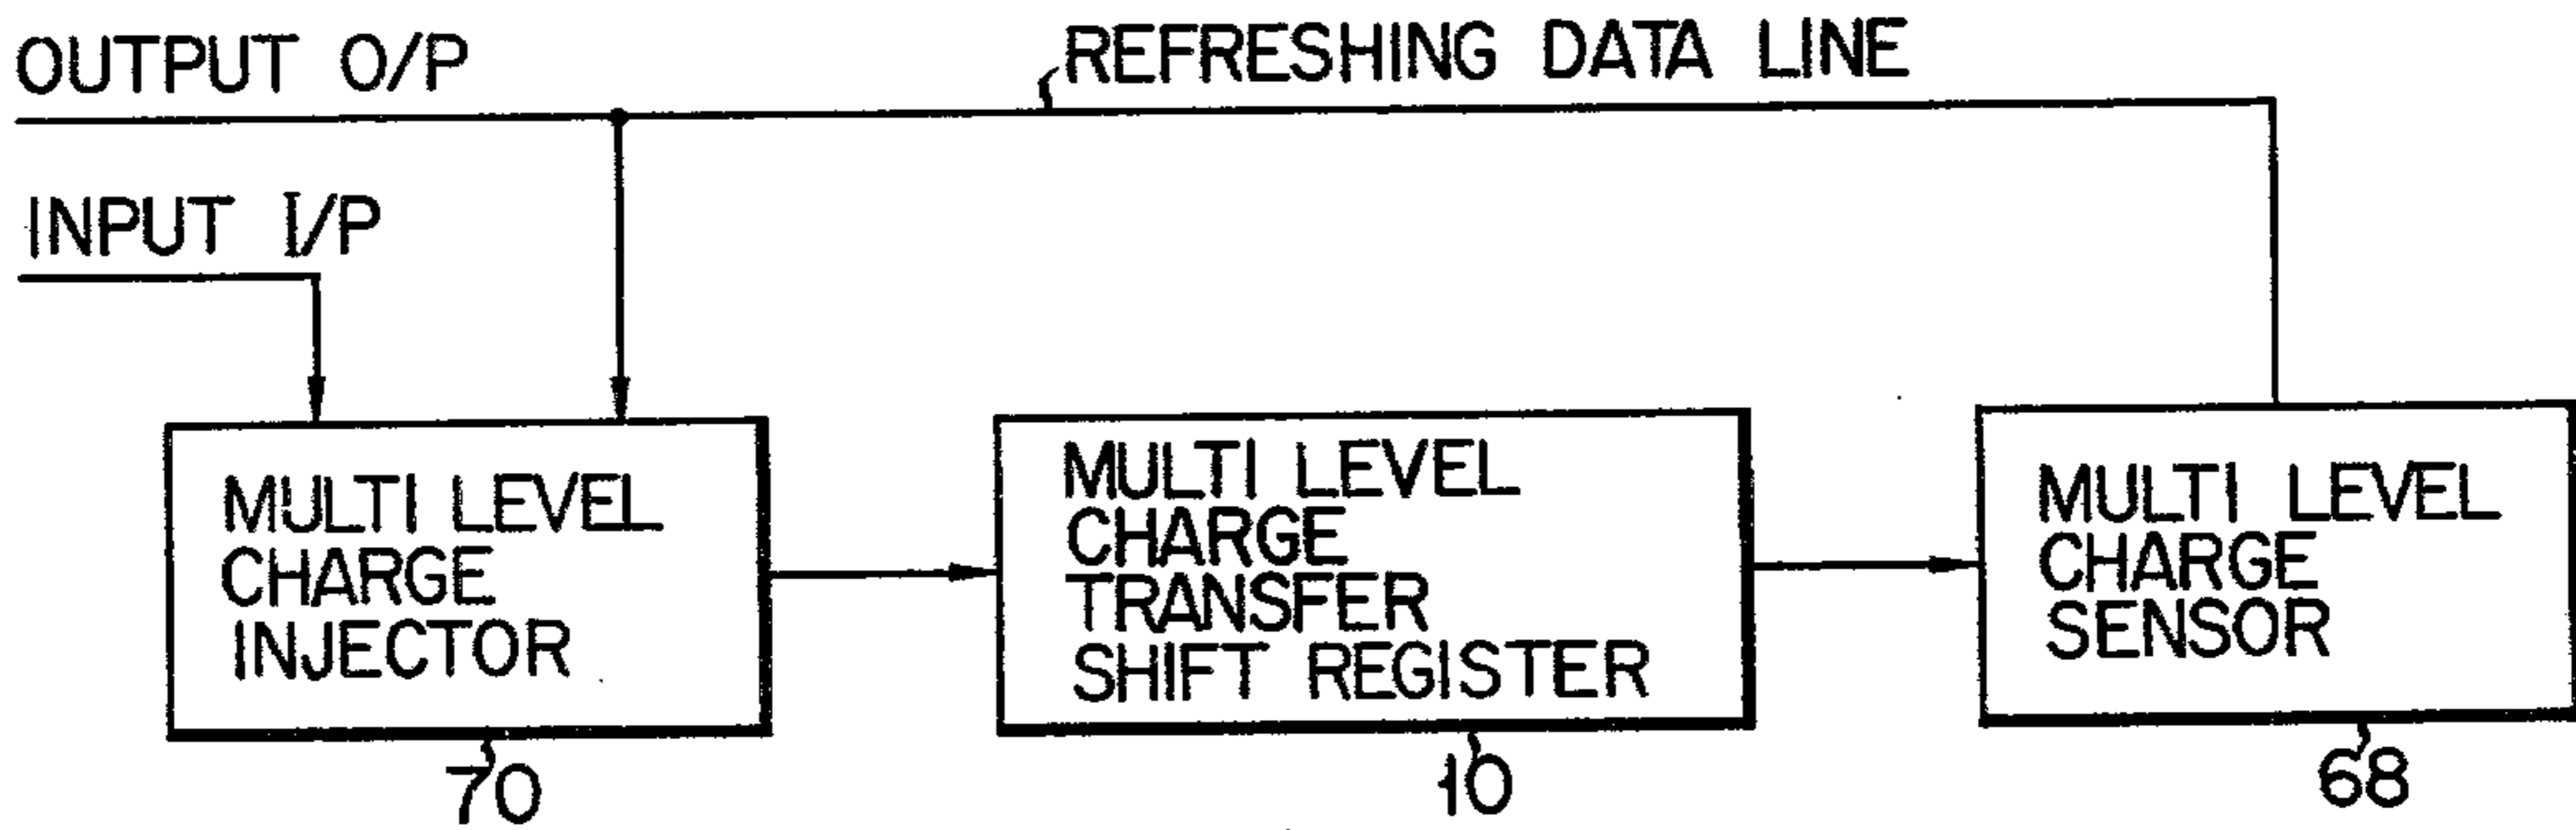 OUTPUT O/P
REFRESHING DATA LINE
INPUT I/P
MULTI LEVEL
CHARGE
INJECTOR
MULTI LEVEL
CHARGE
TRANSFER
SHIFT REGISTER
MULTI LEVEL
CHARGE
SENSOR
70
10
68